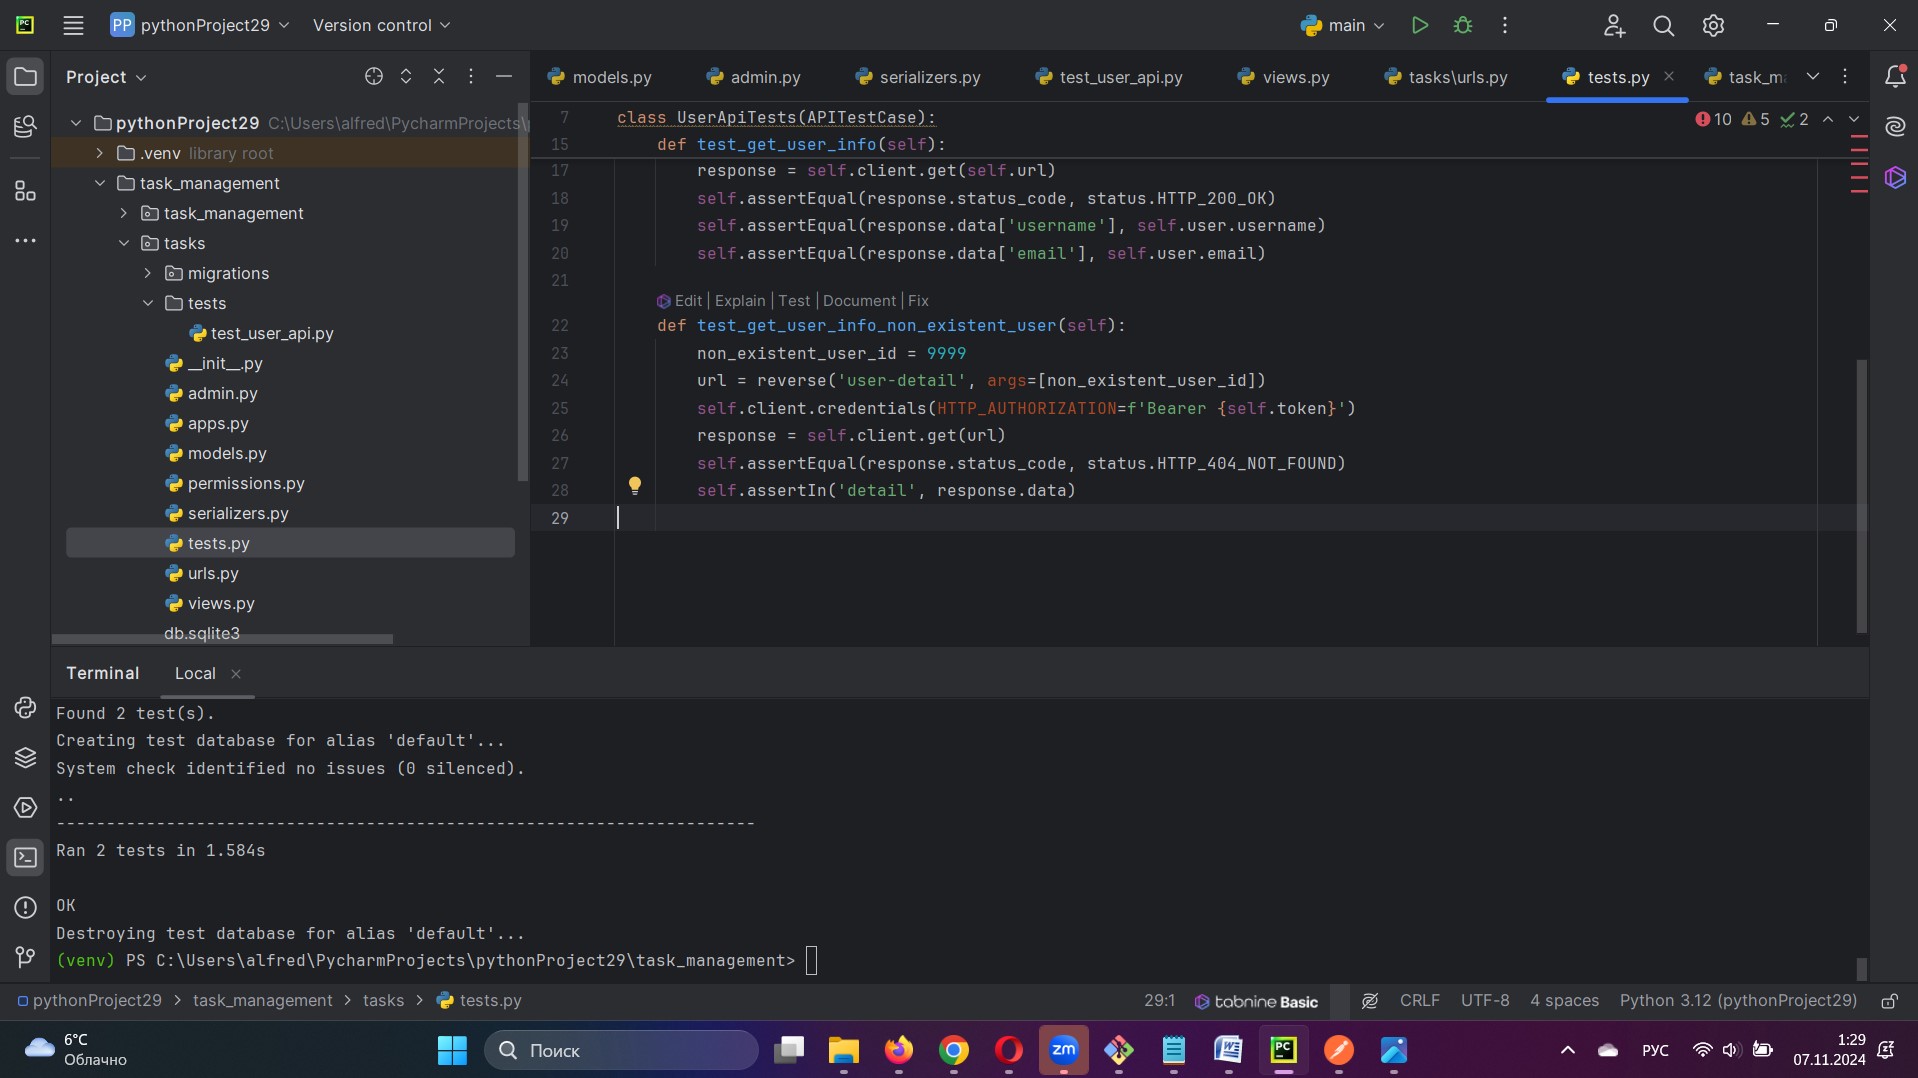 PP pythonProject29 Version control main
Project
models.py admin.py serializers.py test_user_api.py views.py tasks\urls.py tests.py task_ma
pythonProject29 C:\Users\alfred\PycharmProjects\
.venv library root
task_management
task_management
tasks
migrations
tests
test_user_api.py
__init__.py
admin.py
apps.py
models.py
permissions.py
serializers.py
tests.py
urls.py
views.py
db.sqlite3
10 5 2
7 class UserApiTests(APITestCase):
15 def test_get_user_info(self):
17 response = self.client.get(self.url)
18 self.assertEqual(response.status_code, status.HTTP_200_OK)
19 self.assertEqual(response.data['username'], self.user.username)
20 self.assertEqual(response.data['email'], self.user.email)
21
Edit | Explain | Test | Document | Fix
22 def test_get_user_info_non_existent_user(self):
23 non_existent_user_id = 9999
24 url = reverse('user-detail', args=[non_existent_user_id])
25 self.client.credentials(HTTP_AUTHORIZATION=f'Bearer {self.token}')
26 response = self.client.get(url)
27 self.assertEqual(response.status_code, status.HTTP_404_NOT_FOUND)
28 self.assertIn('detail', response.data)
29
Terminal Local
Found 2 test(s).
Creating test database for alias 'default'...
System check identified no issues (0 silenced).
..
----------------------------------------------------------------------
Ran 2 tests in 1.584s
OK
Destroying test database for alias 'default'...
(venv) PS C:\Users\alfred\PycharmProjects\pythonProject29\task_management>
pythonProject29 > task_management > tasks > tests.py 29:1 tabnine Basic CRLF UTF-8 4 spaces Python 3.12 (pythonProject29)
6°C
Облачно
Поиск
zm
PC
РУС
1:29
07.11.2024